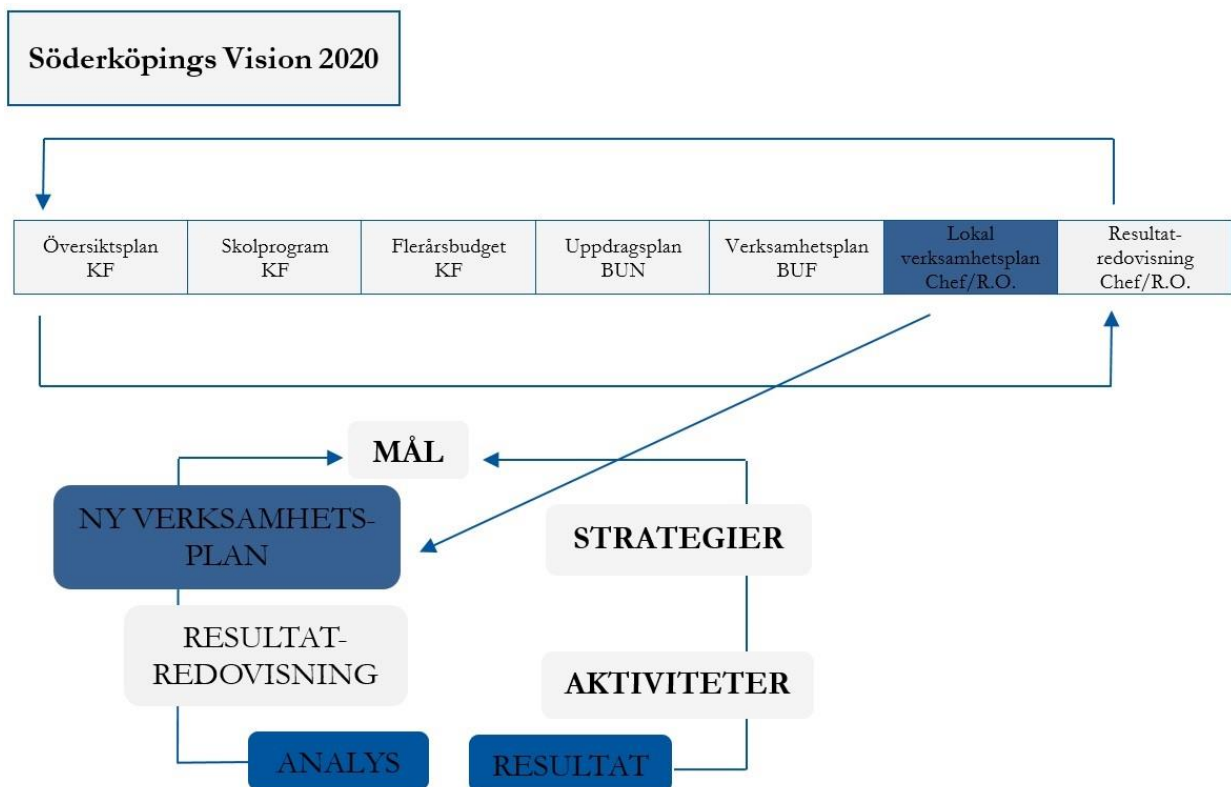 Söderköpings Vision 2020
Översiktsplan
KF
Skolprogram
KF
Flerårsbudget
KF
Uppdragsplan
BUN
Verksamhetsplan
BUF
Lokal
verksamhetsplan
Chef/R.O.
Resultat-
redovisning
Chef/R.O.
MÅL
NY VERKSAMHETS-
PLAN
STRATEGIER
RESULTAT-
REDOVISNING
AKTIVITETER
ANALYS
RESULTAT